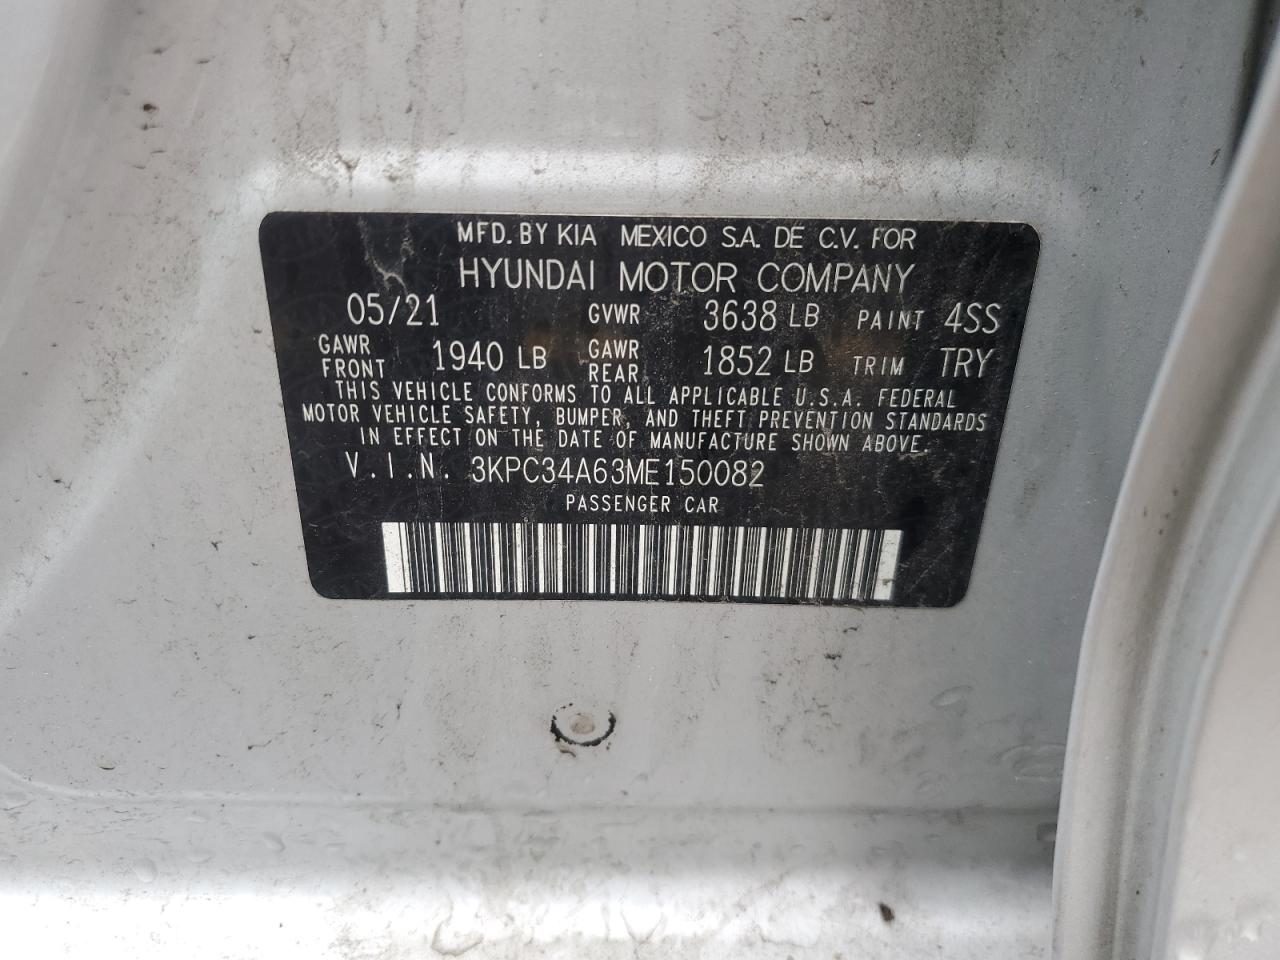 MFD. BY KIA MEXICO S.A. DE C.V. FOR
HYUNDAI MOTOR COMPANY
05/21 GVWR 3638 LB PAINT 4SS
GAWR FRONT 1940 LB GAWR REAR 1852 LB TRIM TRY
THIS VEHICLE CONFORMS TO ALL APPLICABLE U.S.A. FEDERAL
MOTOR VEHICLE SAFETY, BUMPER, AND THEFT PREVENTION STANDARDS
IN EFFECT ON THE DATE OF MANUFACTURE SHOWN ABOVE.
V.I.N. 3KPC34A63ME150082
PASSENGER CAR